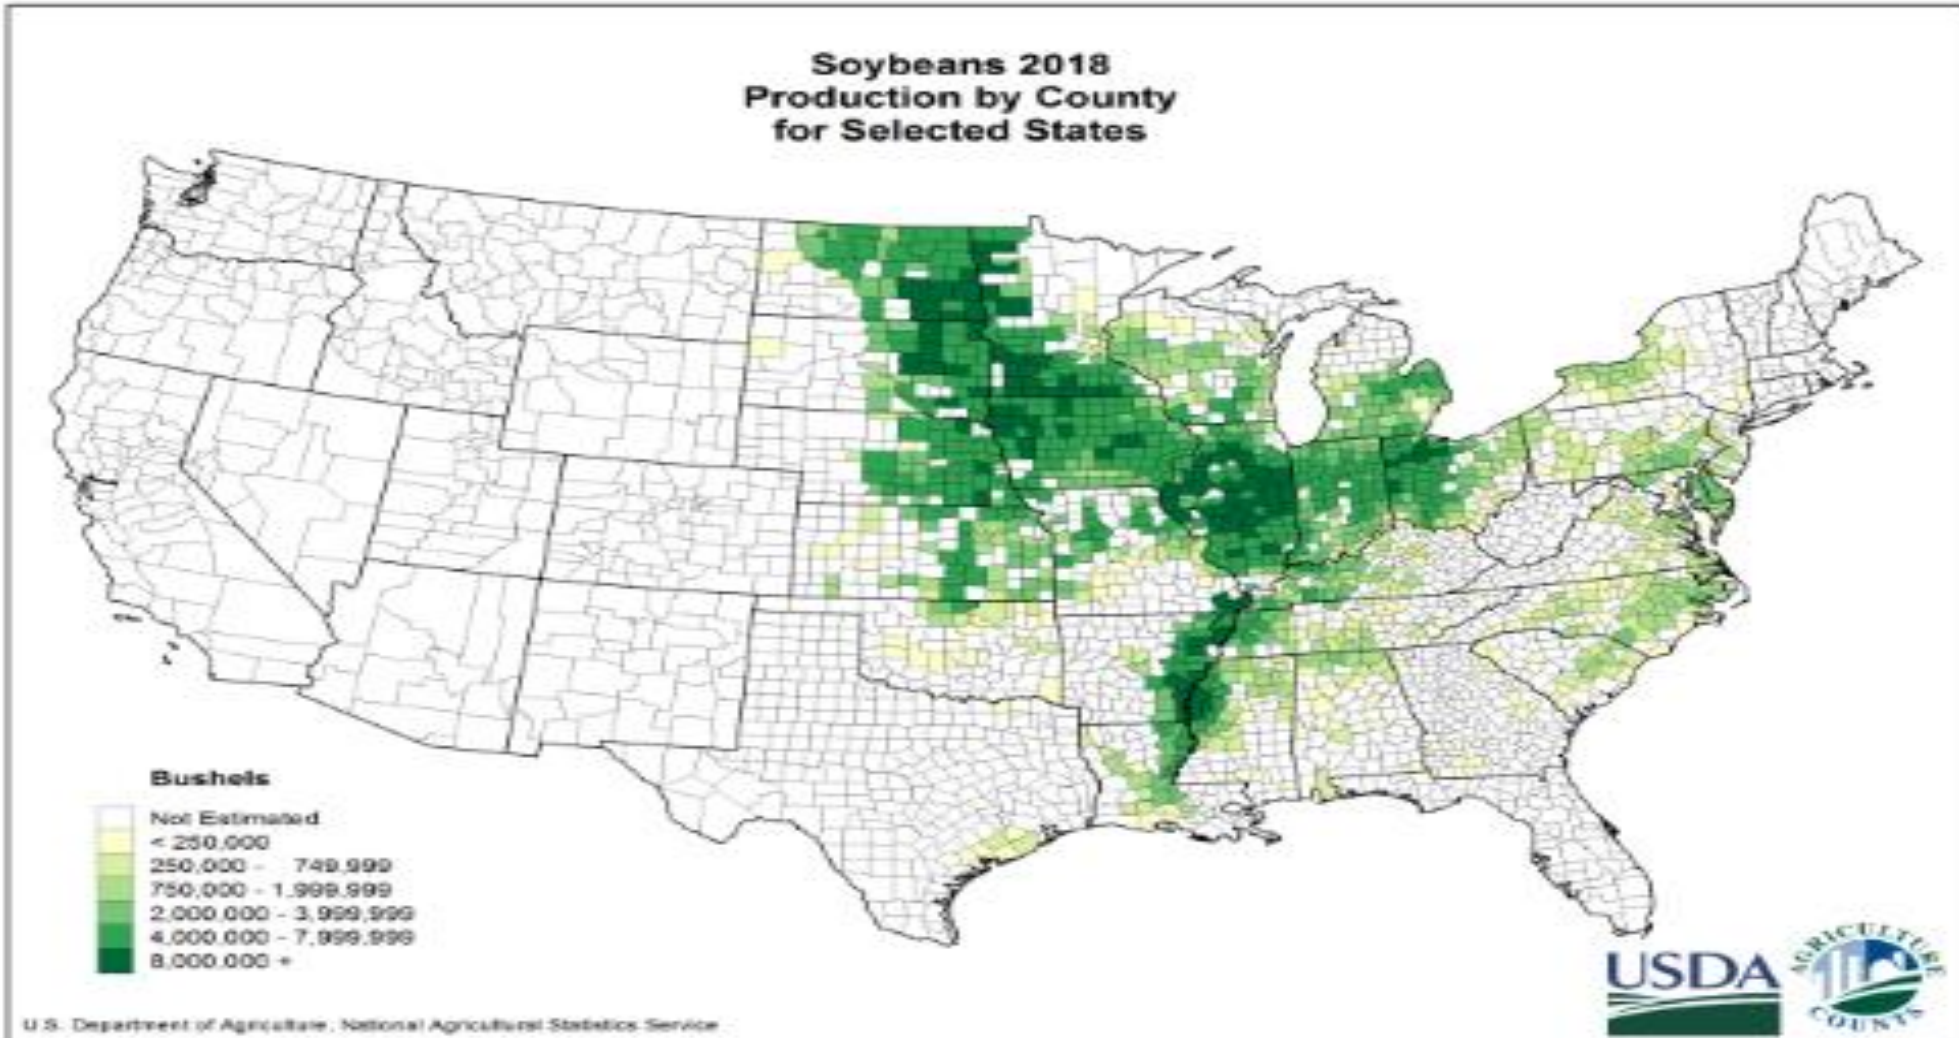 Soybeans 2018
Production by County
for Selected States
Bushels
Not Estimated
< 250,000
250,000 - 749,999
750,000 - 1,999,999
2,000,000 - 3,999,999
4,000,000 - 7,999,999
8,000,000 +
USDA
AGRICULTURE
COUNTS
U.S. Department of Agriculture, National Agricultural Statistics Service